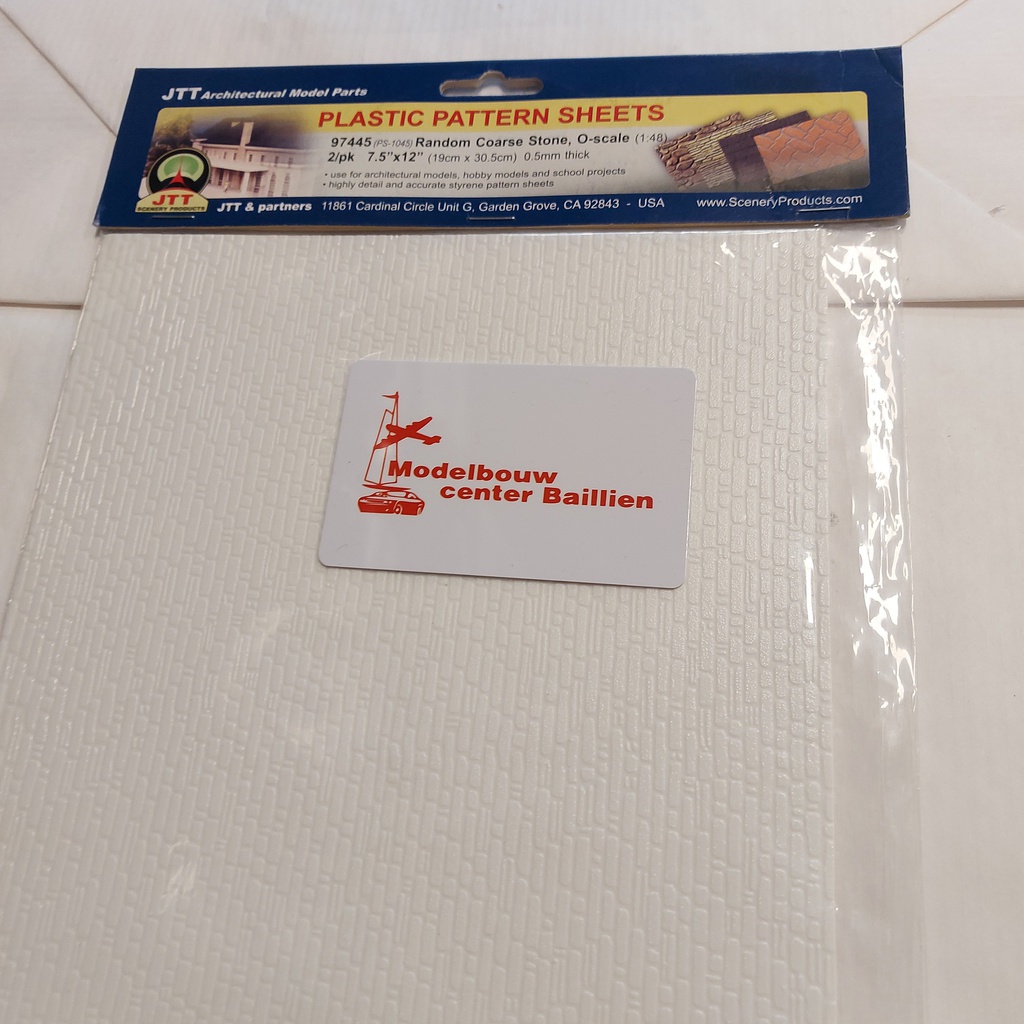 JTT Architectural Model Parts
PLASTIC PATTERN SHEETS
97445 (PS-1045) Random Coarse Stone, O-scale (1:48)
2/pk 7.5"x12" (19cm x 30.5cm) 0.5mm thick
• use for architectural models, hobby models and school projects
• highly detail and accurate styrene pattern sheets
JTT
SCENERY PRODUCTS
JTT & partners 11861 Cardinal Circle Unit G, Garden Grove, CA 92843 - USA www.SceneryProducts.com
Modelbouw
center Baillien